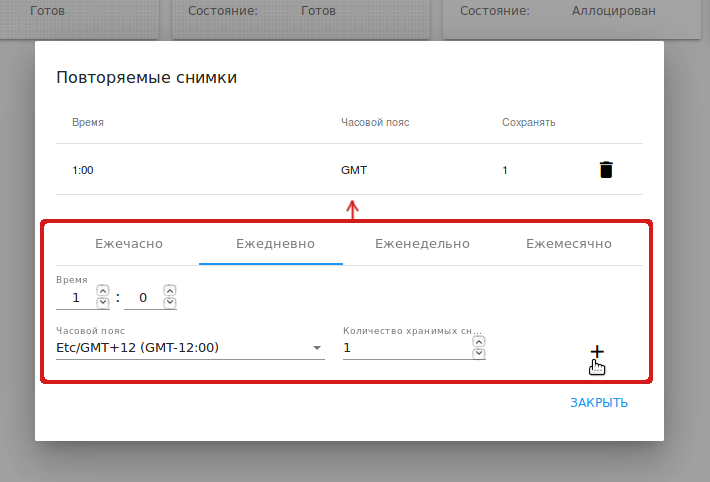 Готов Состояние: Готов Состояние: Аллоцирован
Повторяемые снимки
Время Часовой пояс Сохранять
1:00 GMT 1
Ежечасно Ежедневно Еженедельно Ежемесячно
Время
1 : 0
Часовой пояс Количество хранимых сн...
Etc/GMT+12 (GMT-12:00) 1
ЗАКРЫТЬ